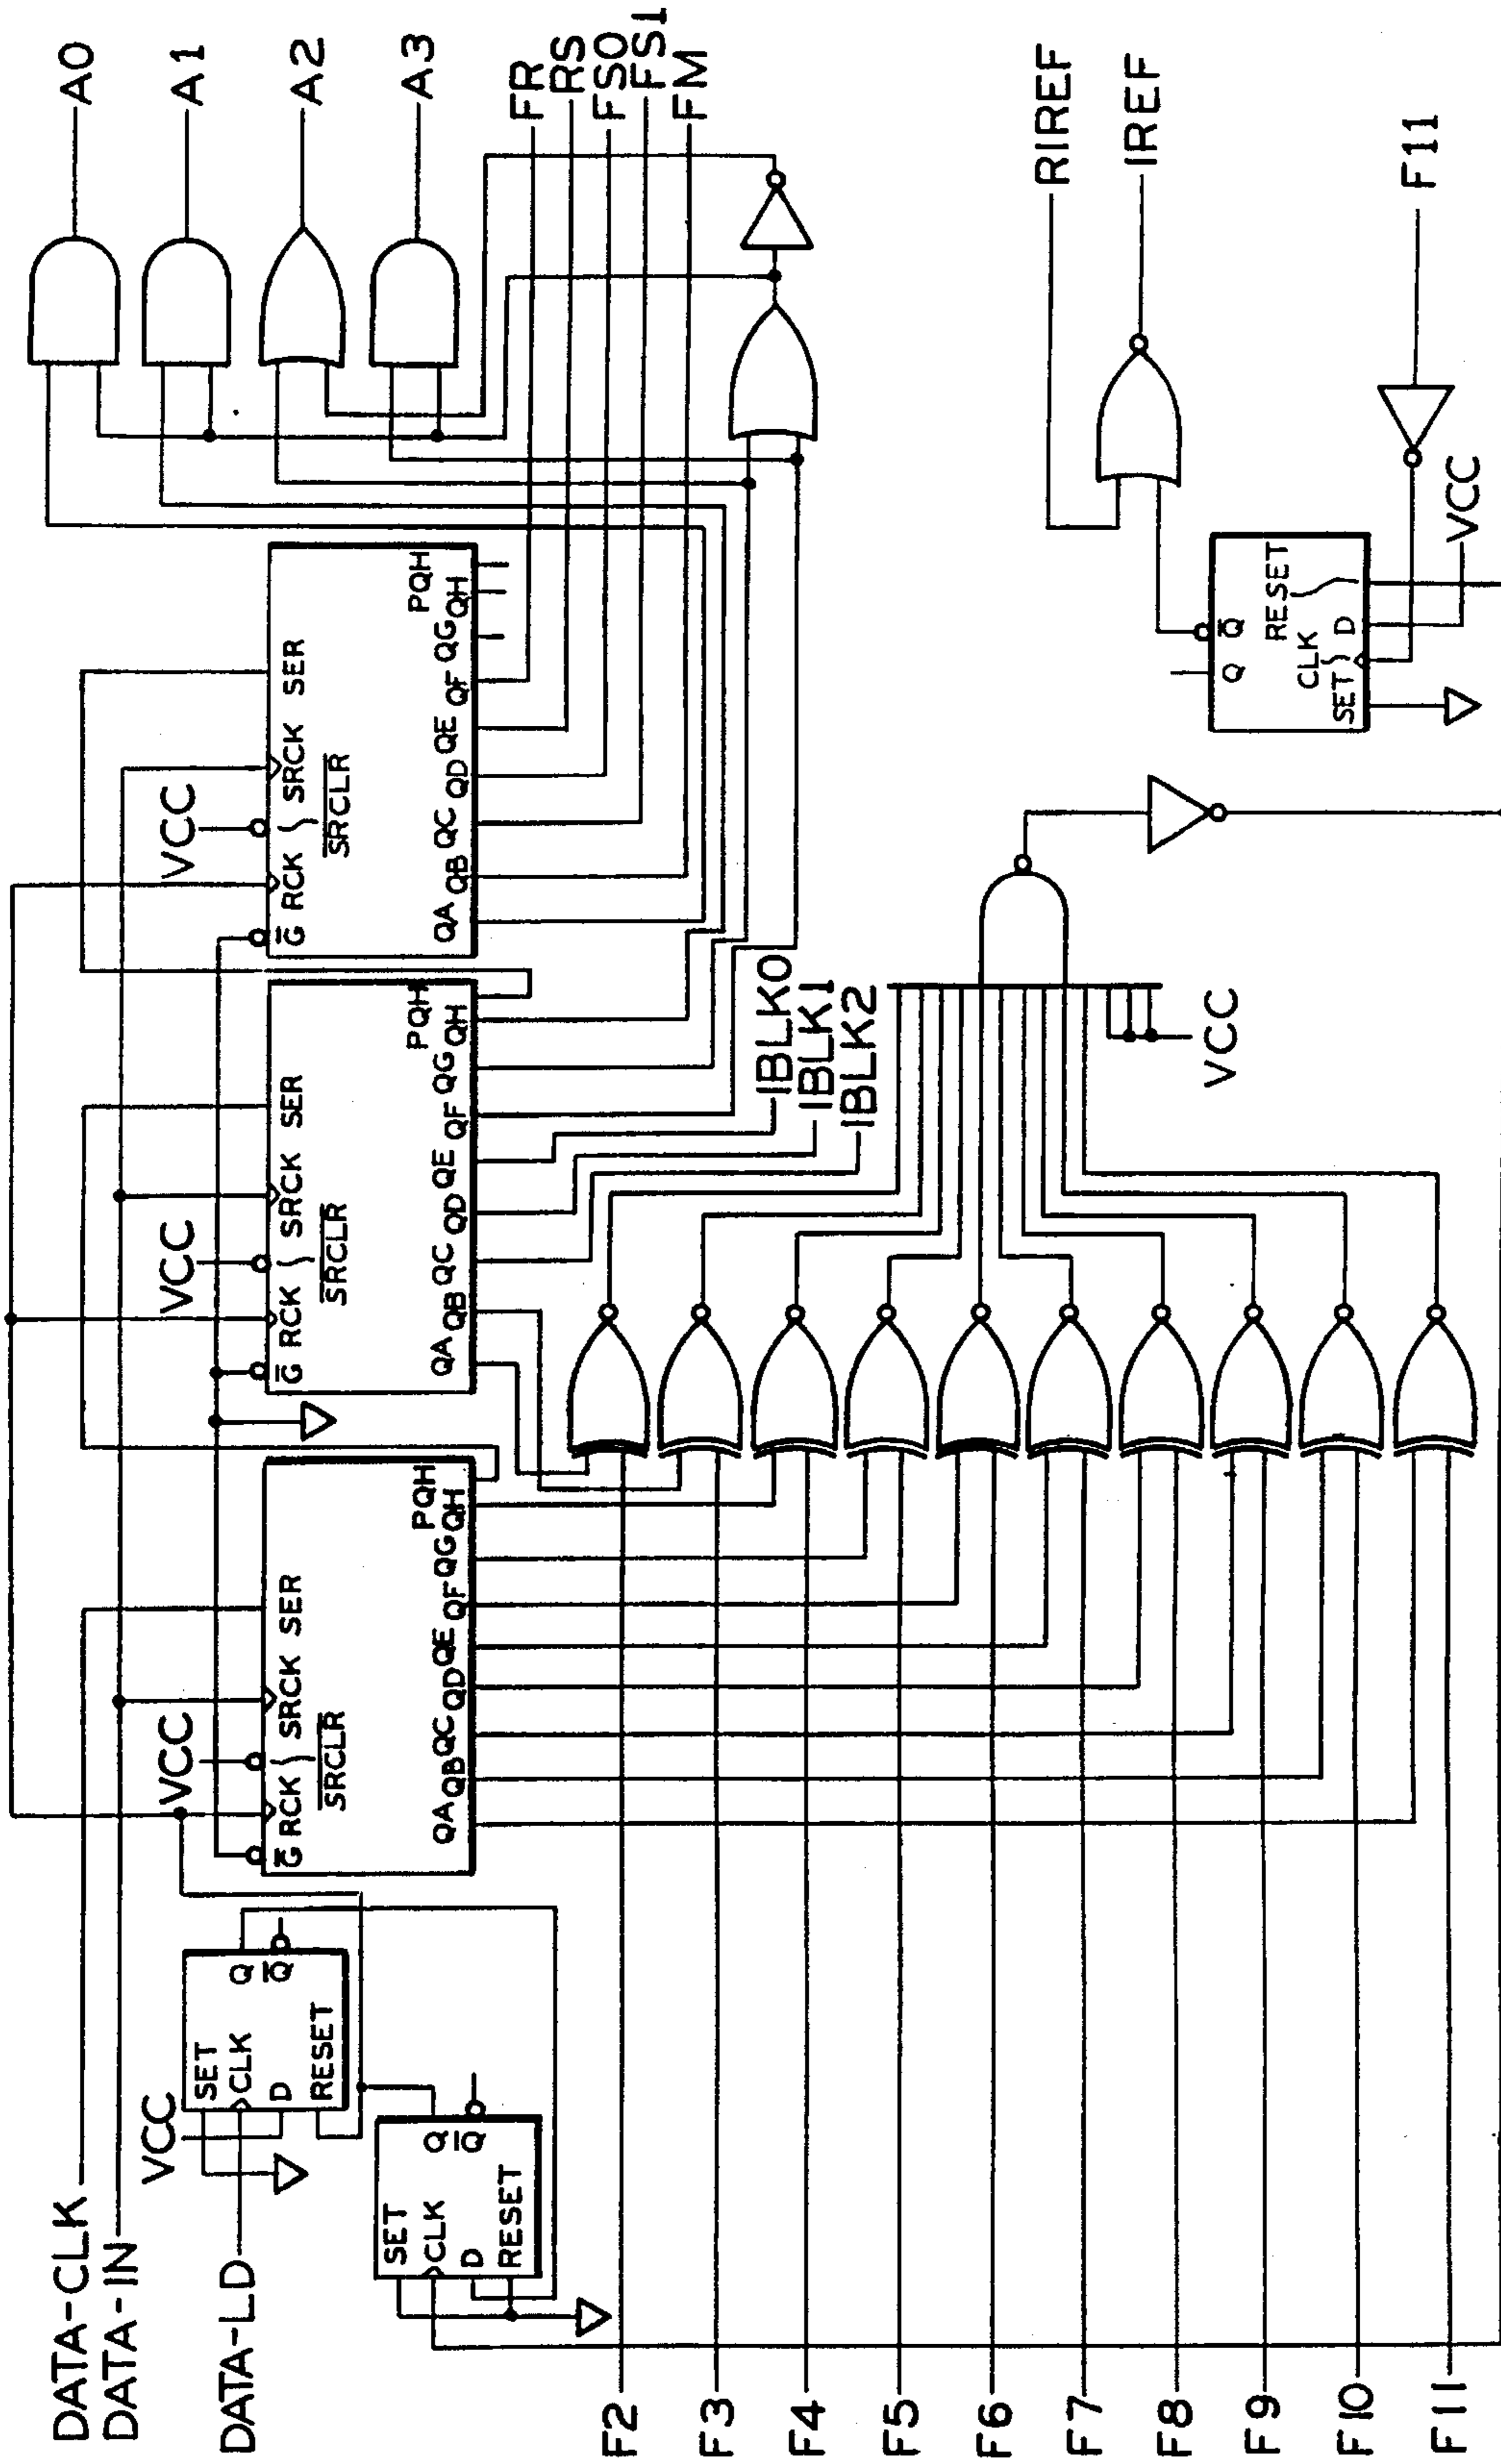 DATA-CLK
DATA-IN
DATA-LD
VCC
SET
CLK
D
RESET
Q
Q̅
SET
CLK
D
RESET
Q
Q̅
VCC
G̅ RCK SRCK SER
SRCLR
QA QB QC QD QE QF QG QH
PQH
VCC
G̅ RCK SRCK SER
SRCLR
QA QB QC QD QE QF QG QH
PQH
VCC
G̅ RCK SRCK SER
SRCLR
QA QB QC QD QE QF QG QH
PQH
A0
A1
A2
A3
FR
RS
FS0
FS1
FM
IBLK0
IBLK1
IBLK2
VCC
F2
F3
F4
F5
F6
F7
F8
F9
F10
F11
RIREF
IREF
F11
Q
Q̅
RESET
CLK
SET
D
VCC